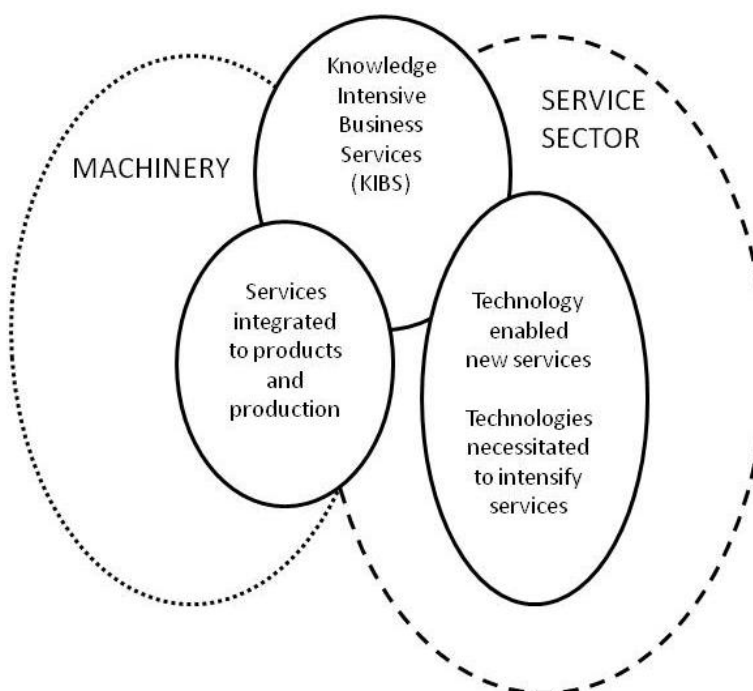 Knowledge
Intensive
Business
Services
(KIBS)
MACHINERY
SERVICE
SECTOR
Services
integrated
to products
and
production
Technology
enabled
new services
Technologies
necessitated
to intensify
services